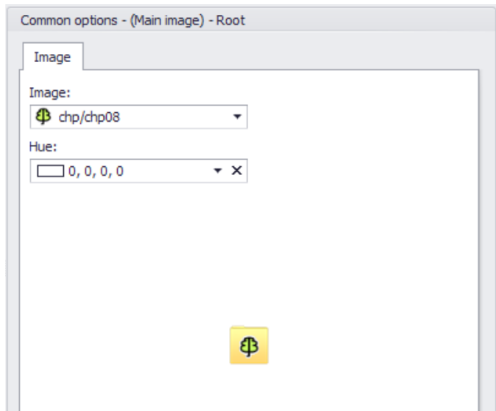 Common options - (Main image) - Root
Image
Image:
chp/chp08
Hue:
0, 0, 0, 0